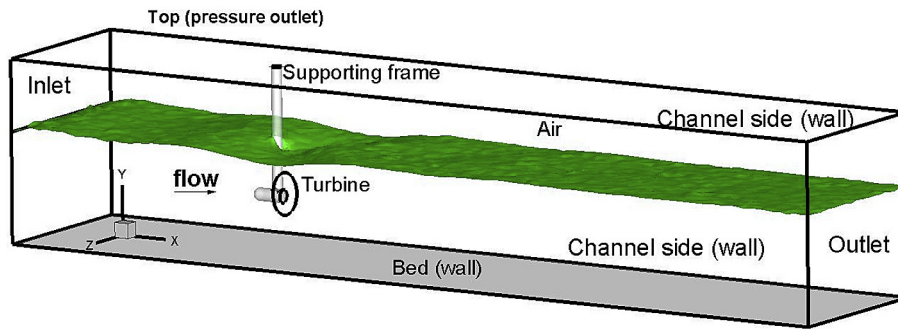 Top (pressure outlet)
Supporting frame
Inlet
Channel side (wall)
Air
flow
Turbine
Y
Z
X
Channel side (wall)
Outlet
Bed (wall)